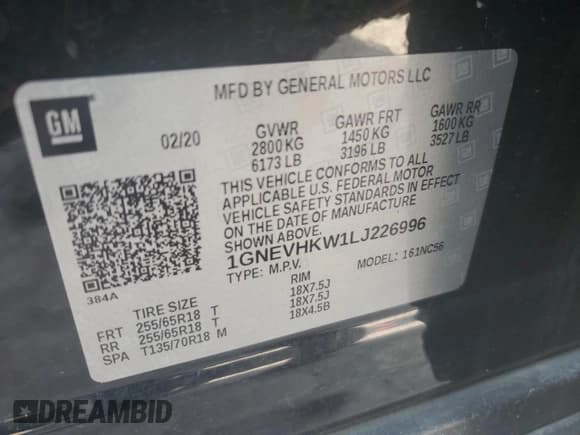 GM
MFD BY GENERAL MOTORS LLC
02/20
GVWR GAWR FRT GAWR RR
2800 KG 1450 KG 1600 KG
6173 LB 3196 LB 3527 LB
THIS VEHICLE CONFORMS TO ALL
APPLICABLE U.S. FEDERAL MOTOR
VEHICLE SAFETY STANDARDS IN EFFECT
ON THE DATE OF MANUFACTURE
SHOWN ABOVE.
1GNEVHKW1LJ226996
TYPE: M.P.V. MODEL: 161NC56
384A
TIRE SIZE RIM
FRT 255/65R18 T 18X7.5J
RR 255/65R18 T 18X7.5J
SPA T135/70R18 M 18X4.5B
DREAMBID